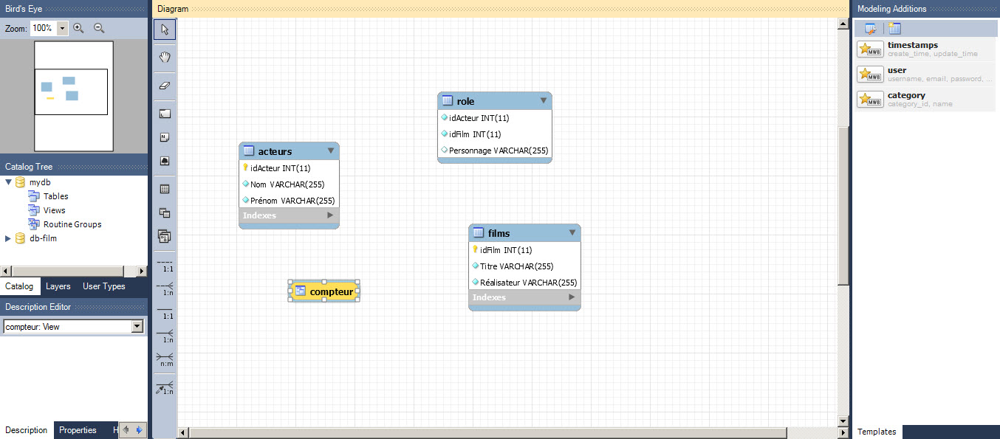 Bird's Eye
Zoom: 100%
Catalog Tree
mydb
Tables
Views
Routine Groups
db-film
Catalog Layers User Types
Description Editor
compteur: View
Description Properties H
Diagram
1:1
1:n
1:1
1:n
n:m
1:n
role
idActeur INT(11)
idFilm INT(11)
Personnage VARCHAR(255)
acteurs
idActeur INT(11)
Nom VARCHAR(255)
Prénom VARCHAR(255)
Indexes
films
idFilm INT(11)
Titre VARCHAR(255)
Réalisateur VARCHAR(255)
Indexes
compteur
Modeling Additions
MWB
timestamps
create_time, update_time
MWB
user
username, email, password, ...
MWB
category
category_id, name
Templates